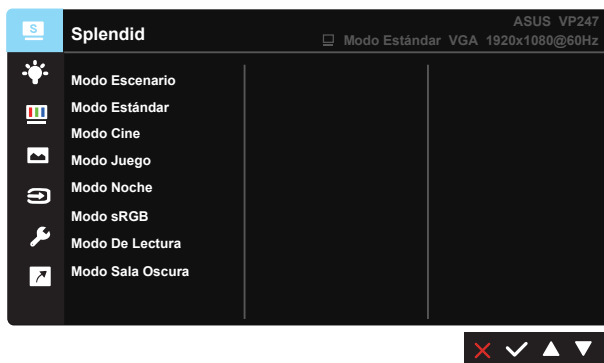 S
Splendid
ASUS VP247
Modo Estándar VGA 1920x1080@60Hz
Modo Escenario
Modo Estándar
Modo Cine
Modo Juego
Modo Noche
Modo sRGB
Modo De Lectura
Modo Sala Oscura